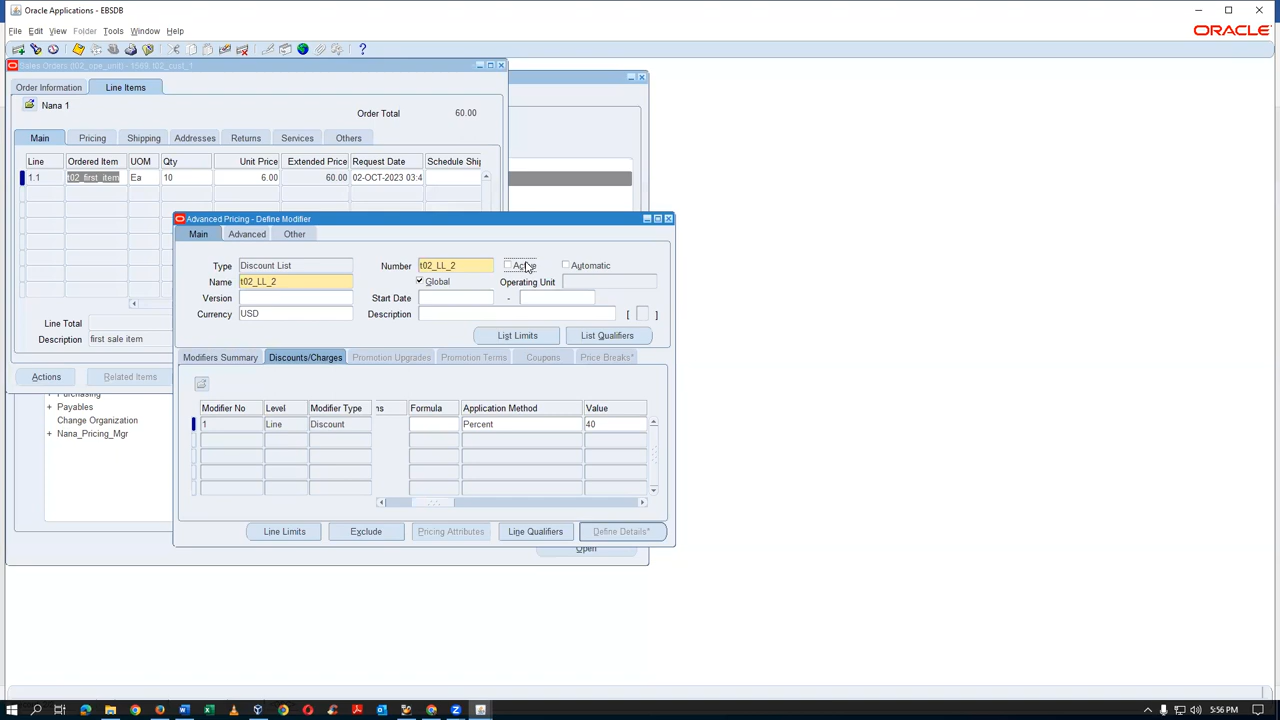 Oracle Applications - EBSDB
File Edit View Folder Tools Window Help
ORACLE
Order Information Line Items
Nana 1
Order Total 60.00
Main Pricing Shipping Addresses Returns Services Others
Line Ordered Item UOM Qty Unit Price Extended Price Request Date Schedule Ship
1.1 t02_first_item Ea 10 6.00 60.00 02-OCT-2023 03:4
Advanced Pricing - Define Modifier
Main Advanced Other
Type Discount List Number t02_LL_2 Automatic
Name t02_LL_2 Global Operating Unit
Version Start Date -
Currency USD Description [ ]
List Limits List Qualifiers
Line Total
Description first sale item
Modifiers Summary Discounts/Charges Promotion Upgrades Promotion Terms Coupons Price Breaks*
Actions Related Items
Modifier No Level Modifier Type ns Formula Application Method Value
1 Line Discount Percent 40
Payables
Change Organization
Nana_Pricing_Mgr
Line Limits Exclude Pricing Attributes Line Qualifiers Define Details*
Open
5:56 PM